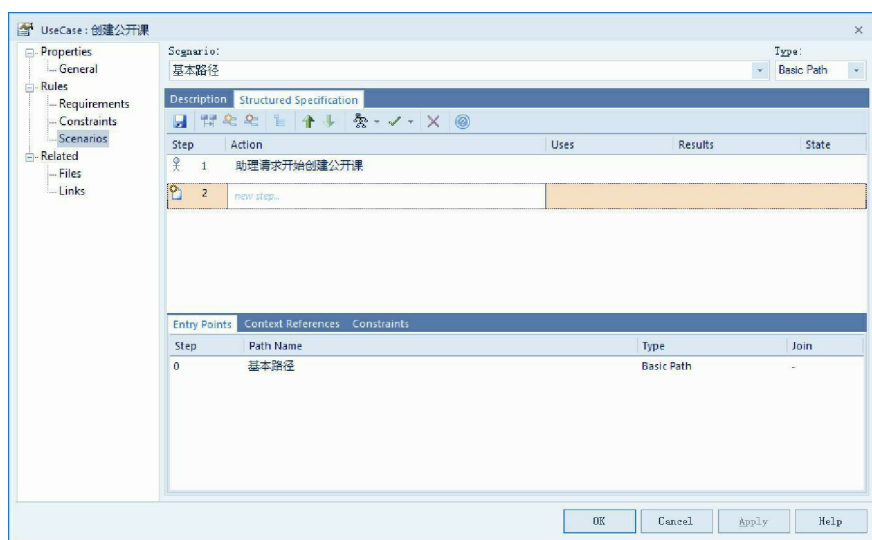 UseCase : 创建公开课
Properties
General
Rules
Requirements
Constraints
Scenarios
Related
Files
Links
Scenario:
Type:
基本路径
Basic Path
Description Structured Specification
Step Action Uses Results State
1 助理请求开始创建公开课
2 new step...
Entry Points Context References Constraints
Step Path Name Type Join
0 基本路径 Basic Path -
OK Cancel Apply Help